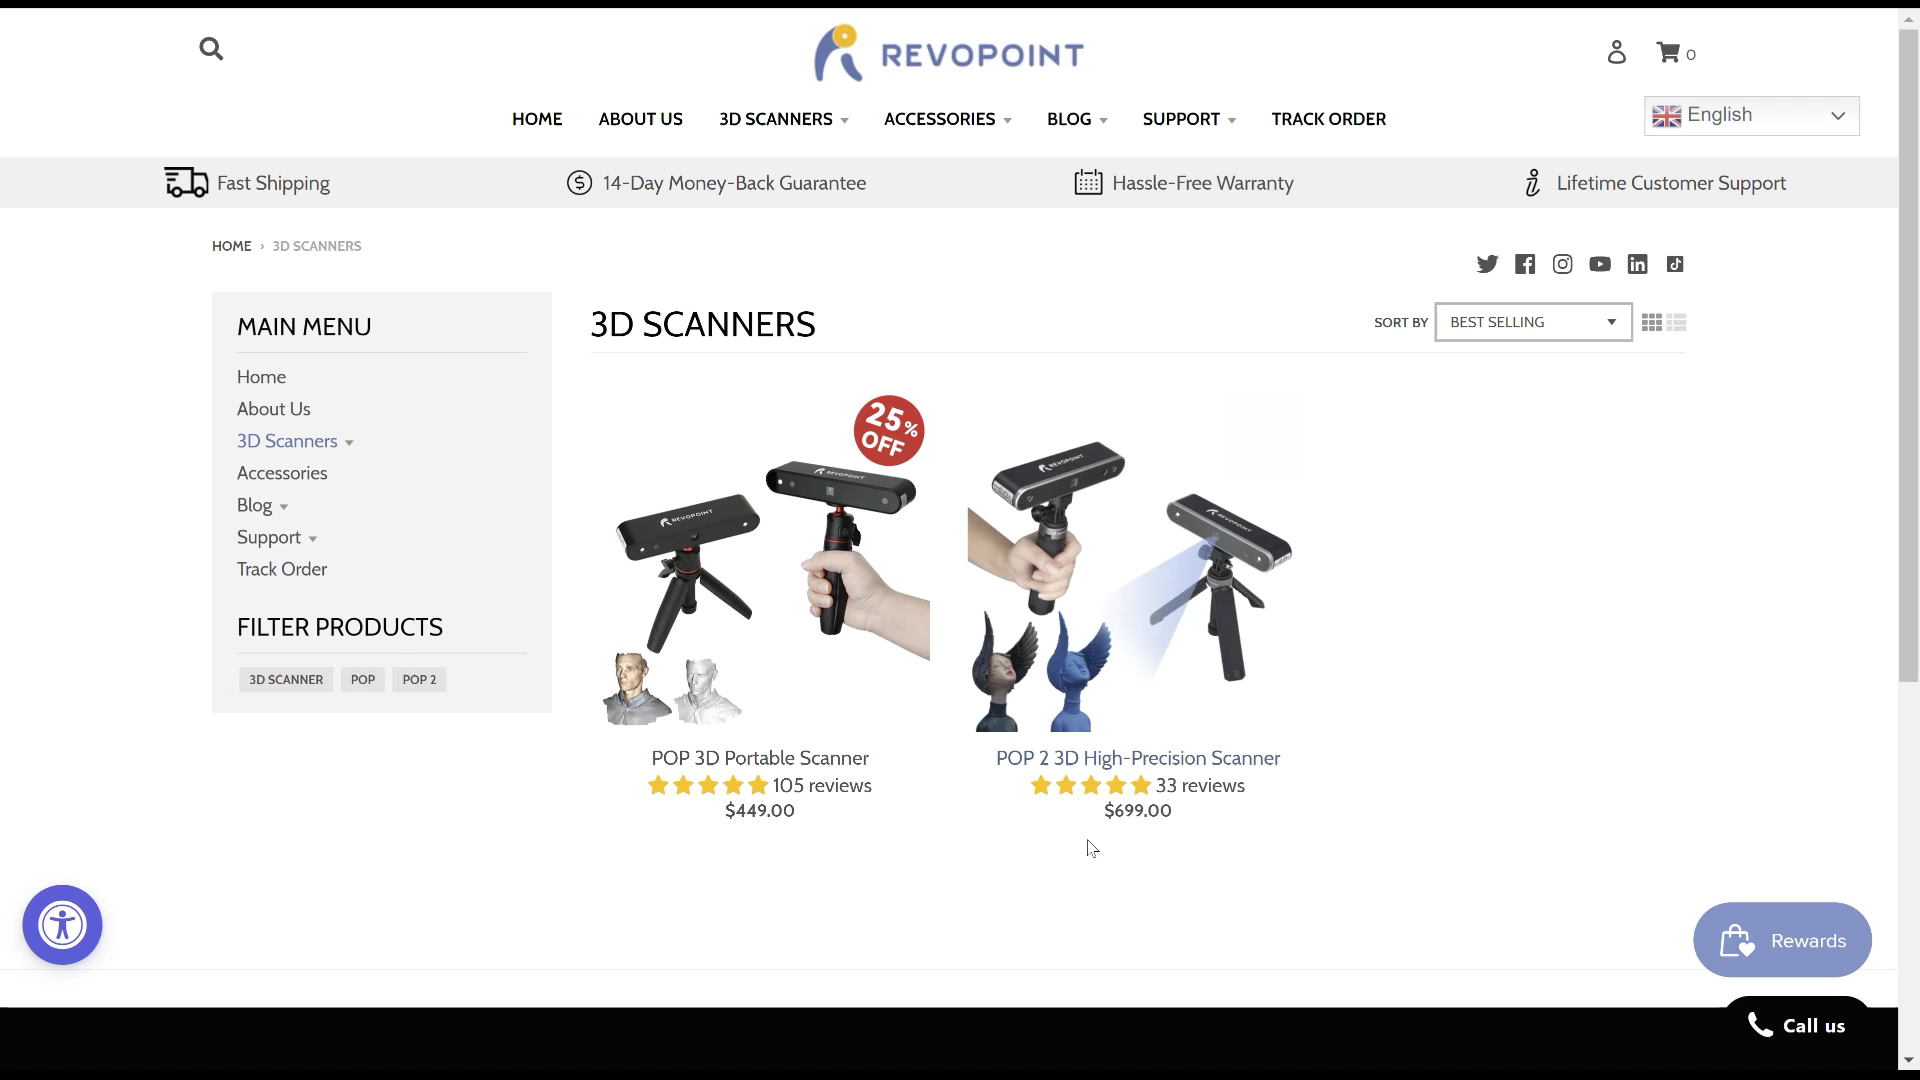 REVOPOINT
0
HOME ABOUT US 3D SCANNERS ACCESSORIES BLOG SUPPORT TRACK ORDER
English
Fast Shipping 14-Day Money-Back Guarantee Hassle-Free Warranty Lifetime Customer Support
HOME › 3D SCANNERS
MAIN MENU
Home
About Us
3D Scanners
Accessories
Blog
Support
Track Order
FILTER PRODUCTS
3D SCANNER POP POP 2
3D SCANNERS
SORT BY BEST SELLING
25%
OFF
REVOPOINT
REVOPOINT
REVOPOINT
REVOPOINT
POP 3D Portable Scanner
105 reviews
$449.00
POP 2 3D High-Precision Scanner
33 reviews
$699.00
Rewards
Call us